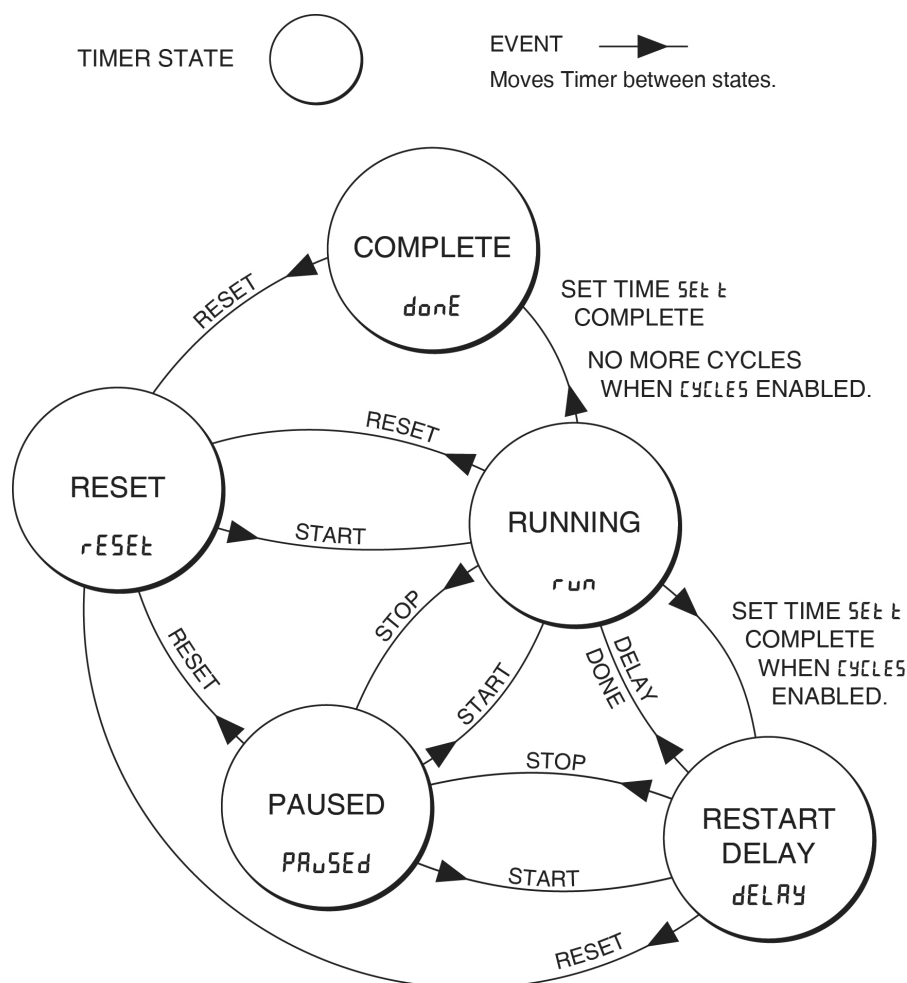 TIMER STATE
EVENT
Moves Timer between states.
COMPLETE
donE
RESET
SET TIME SEt t
COMPLETE
NO MORE CYCLES
WHEN CYCLES ENABLED.
RESET
RESET
rESEt
START
RUNNING
run
STOP
START
DELAY
DONE
SET TIME SEt t
COMPLETE
WHEN CYCLES
ENABLED.
RESET
PAUSED
PAuSEd
STOP
START
RESTART
DELAY
dELAY
RESET